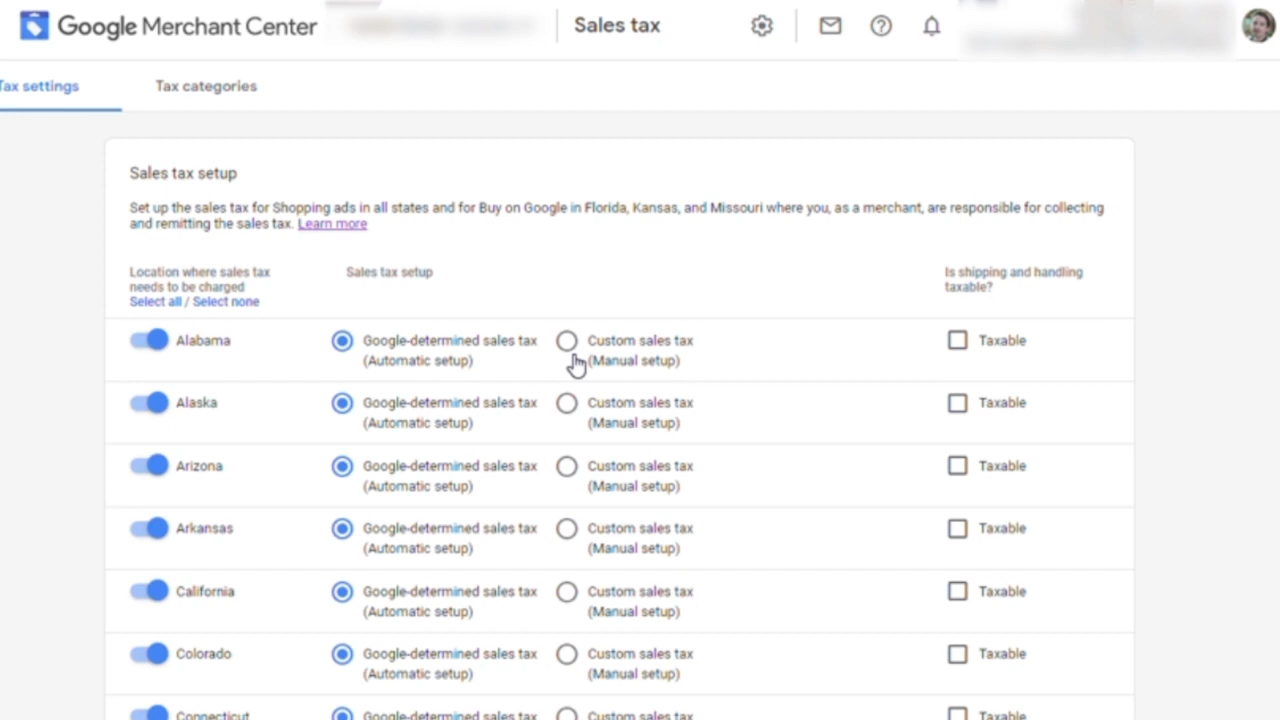 Google Merchant Center
Sales tax
Tax settings
Tax categories
Sales tax setup
Set up the sales tax for Shopping ads in all states and for Buy on Google in Florida, Kansas, and Missouri where you, as a merchant, are responsible for collecting
and remitting the sales tax. Learn more
Location where sales tax
needs to be charged
Select all / Select none
Sales tax setup
Is shipping and handling
taxable?
Alabama
Google-determined sales tax
(Automatic setup)
Custom sales tax
(Manual setup)
Taxable
Alaska
Google-determined sales tax
(Automatic setup)
Custom sales tax
(Manual setup)
Taxable
Arizona
Google-determined sales tax
(Automatic setup)
Custom sales tax
(Manual setup)
Taxable
Arkansas
Google-determined sales tax
(Automatic setup)
Custom sales tax
(Manual setup)
Taxable
California
Google-determined sales tax
(Automatic setup)
Custom sales tax
(Manual setup)
Taxable
Colorado
Google-determined sales tax
(Automatic setup)
Custom sales tax
(Manual setup)
Taxable
Connecticut
Google-determined sales tax
Custom sales tax
Taxable